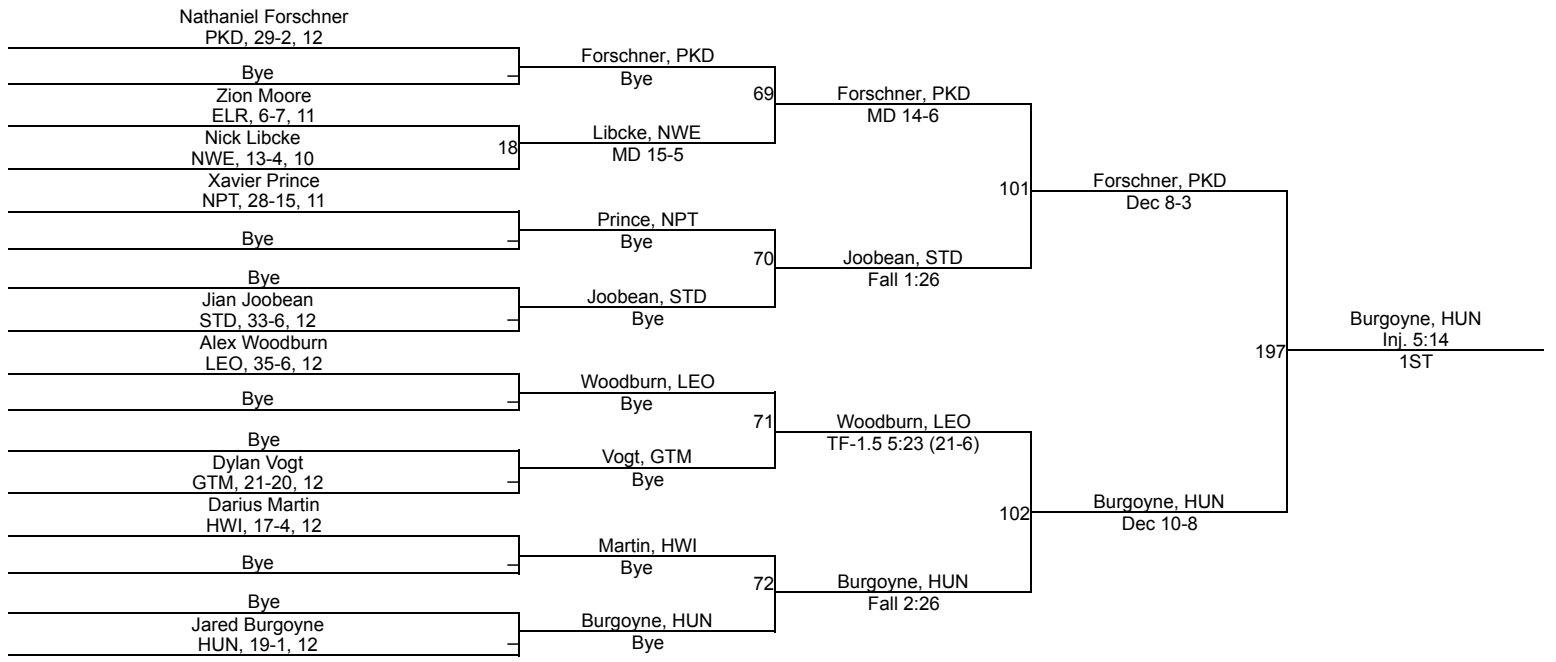 Nathaniel Forschner
PKD, 29-2, 12
Bye
–
Zion Moore
ELR, 6-7, 11
Nick Libcke
NWE, 13-4, 10
18
Xavier Prince
NPT, 28-15, 11
Bye
–
Bye
Jian Joobean
STD, 33-6, 12
–
Alex Woodburn
LEO, 35-6, 12
Bye
–
Bye
Dylan Vogt
GTM, 21-20, 12
–
Darius Martin
HWI, 17-4, 12
Bye
–
Bye
Jared Burgoyne
HUN, 19-1, 12
–
Forschner, PKD
Bye
69
Libcke, NWE
MD 15-5
Prince, NPT
Bye
70
Joobean, STD
Bye
Woodburn, LEO
Bye
71
Vogt, GTM
Bye
Martin, HWI
Bye
72
Burgoyne, HUN
Bye
Forschner, PKD
MD 14-6
101
Joobean, STD
Fall 1:26
Woodburn, LEO
TF-1.5 5:23 (21-6)
102
Burgoyne, HUN
Fall 2:26
Forschner, PKD
Dec 8-3
197
Burgoyne, HUN
Dec 10-8
Burgoyne, HUN
Inj. 5:14
1ST